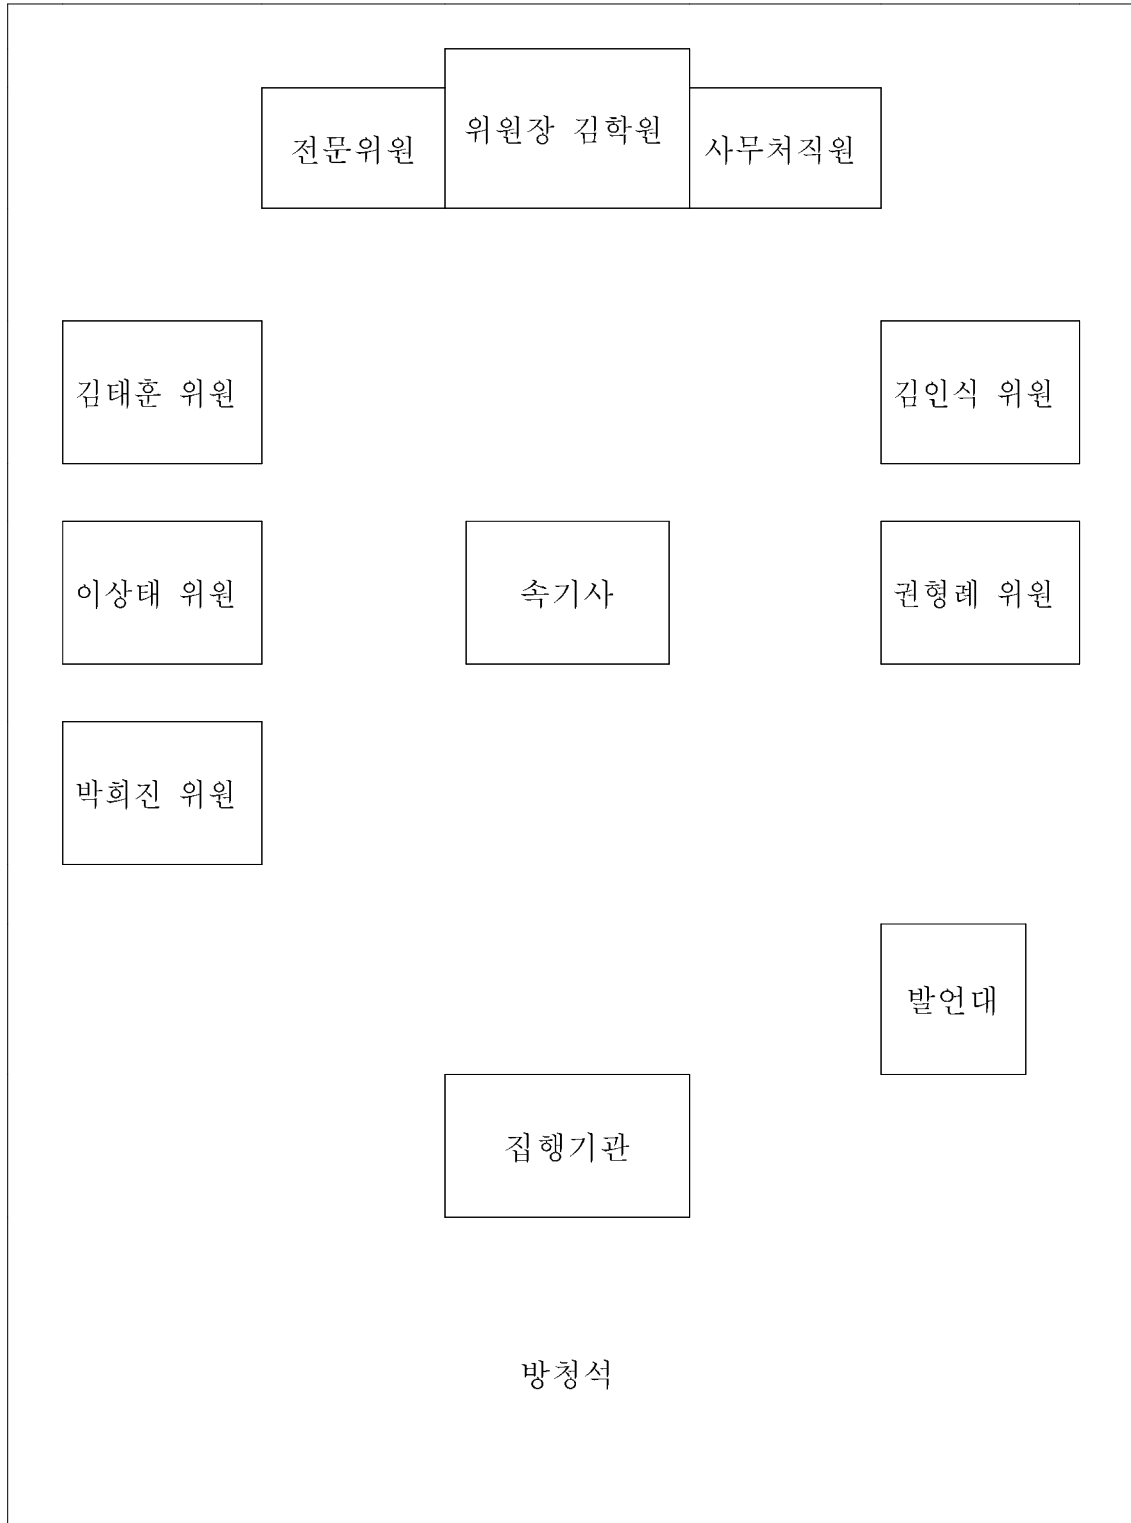 전문위원
위원장 김학원
사무처직원
김태훈 위원
김인식 위원
이상태 위원
속기사
권형례 위원
박희진 위원
발언대
집행기관
방청석